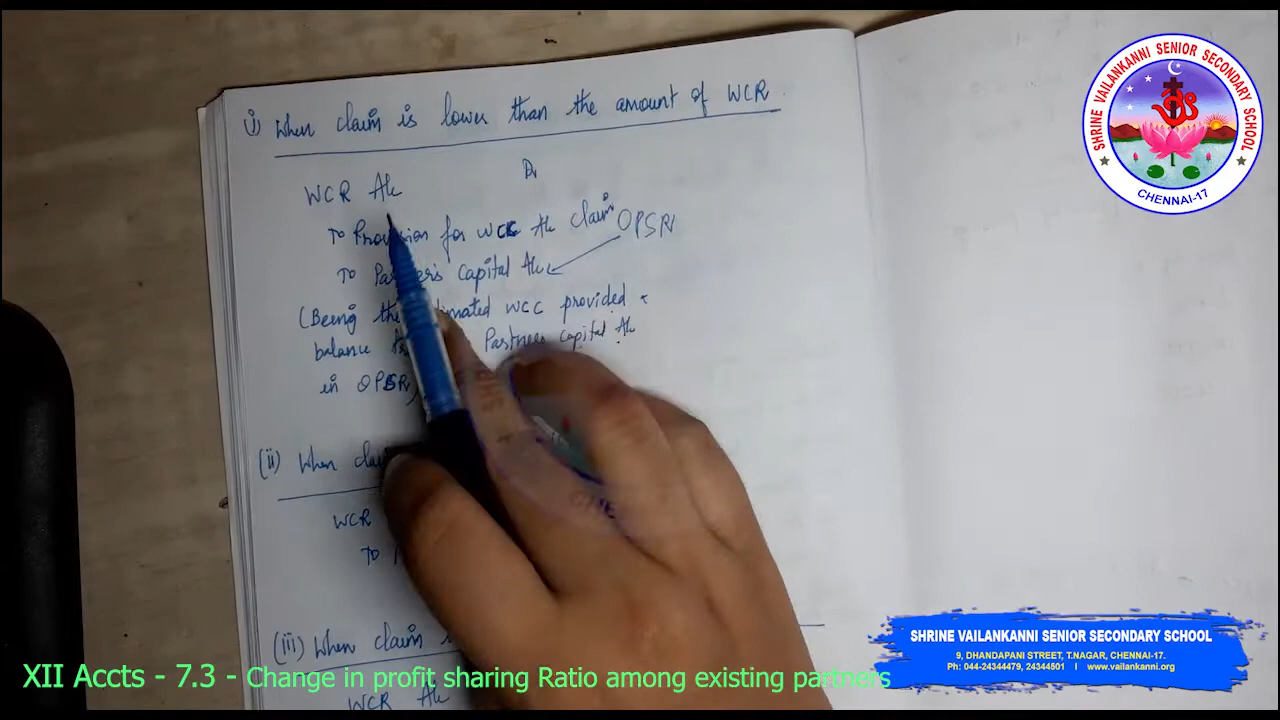 i) When claim is lower than the amount of WCR.
WCR A/c Dr
To Provision for WCC A/c claim
OPSR
To Partner's Capital A/c
(Being the estimated WCC provided &
balance Partners capital A/c
in OPSR)
(ii) When
WCR
To
(iii) When claim
WCR A/c
SHRINE VAILANKANNI SENIOR SECONDARY SCHOOL
CHENNAI-17
SHRINE VAILANKANNI SENIOR SECONDARY SCHOOL
9, DHANDAPANI STREET, T.NAGAR, CHENNAI-17.
Ph: 044-24344479, 24344501 I www.vailankanni.org
XII Accts - 7.3 - Change in profit sharing Ratio among existing partners